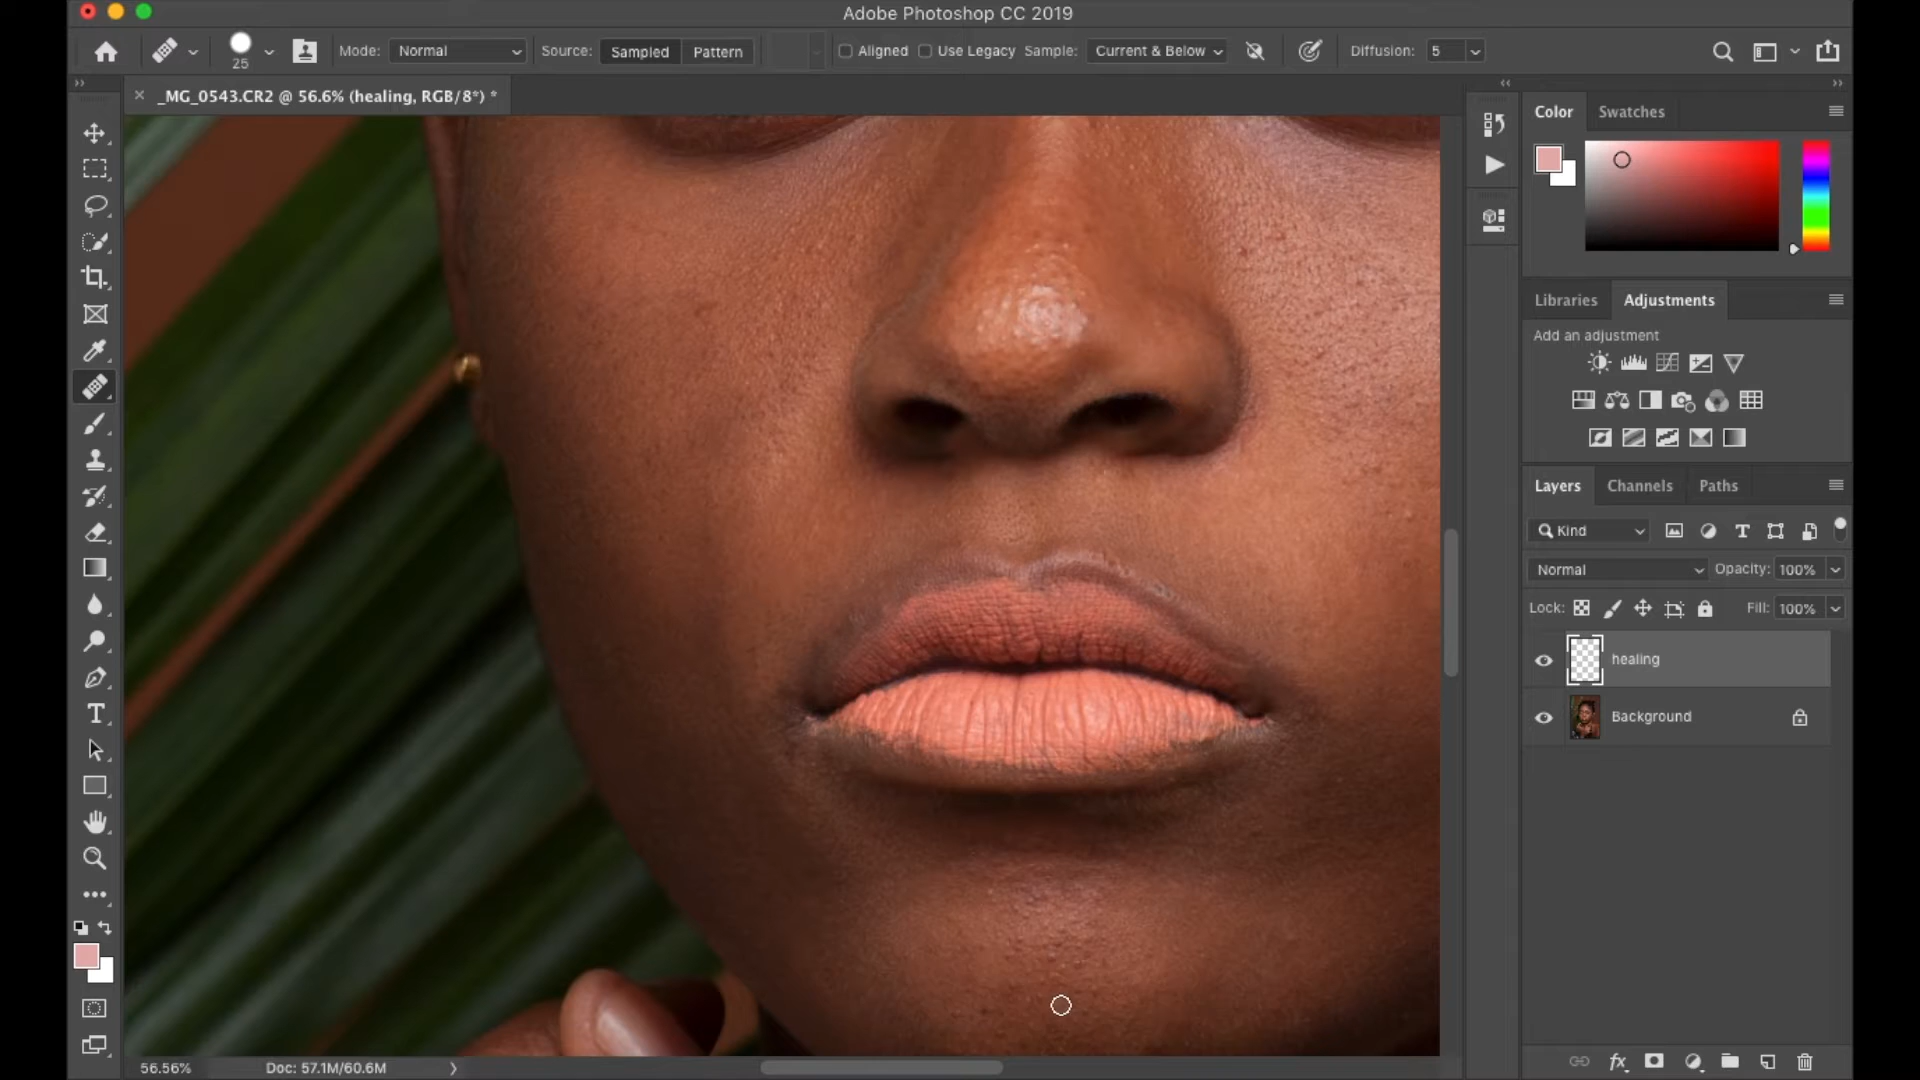 Adobe Photoshop CC 2019
25
Mode: Normal Source: Sampled Pattern Aligned Use Legacy Sample: Current & Below Diffusion: 5
_MG_0543.CR2 @ 56.6% (healing, RGB/8*) *
Color Swatches
Libraries Adjustments
Add an adjustment
Layers Channels Paths
Kind
Normal Opacity: 100%
Lock: Fill: 100%
healing
Background
56.56% Doc: 57.1M/60.6M